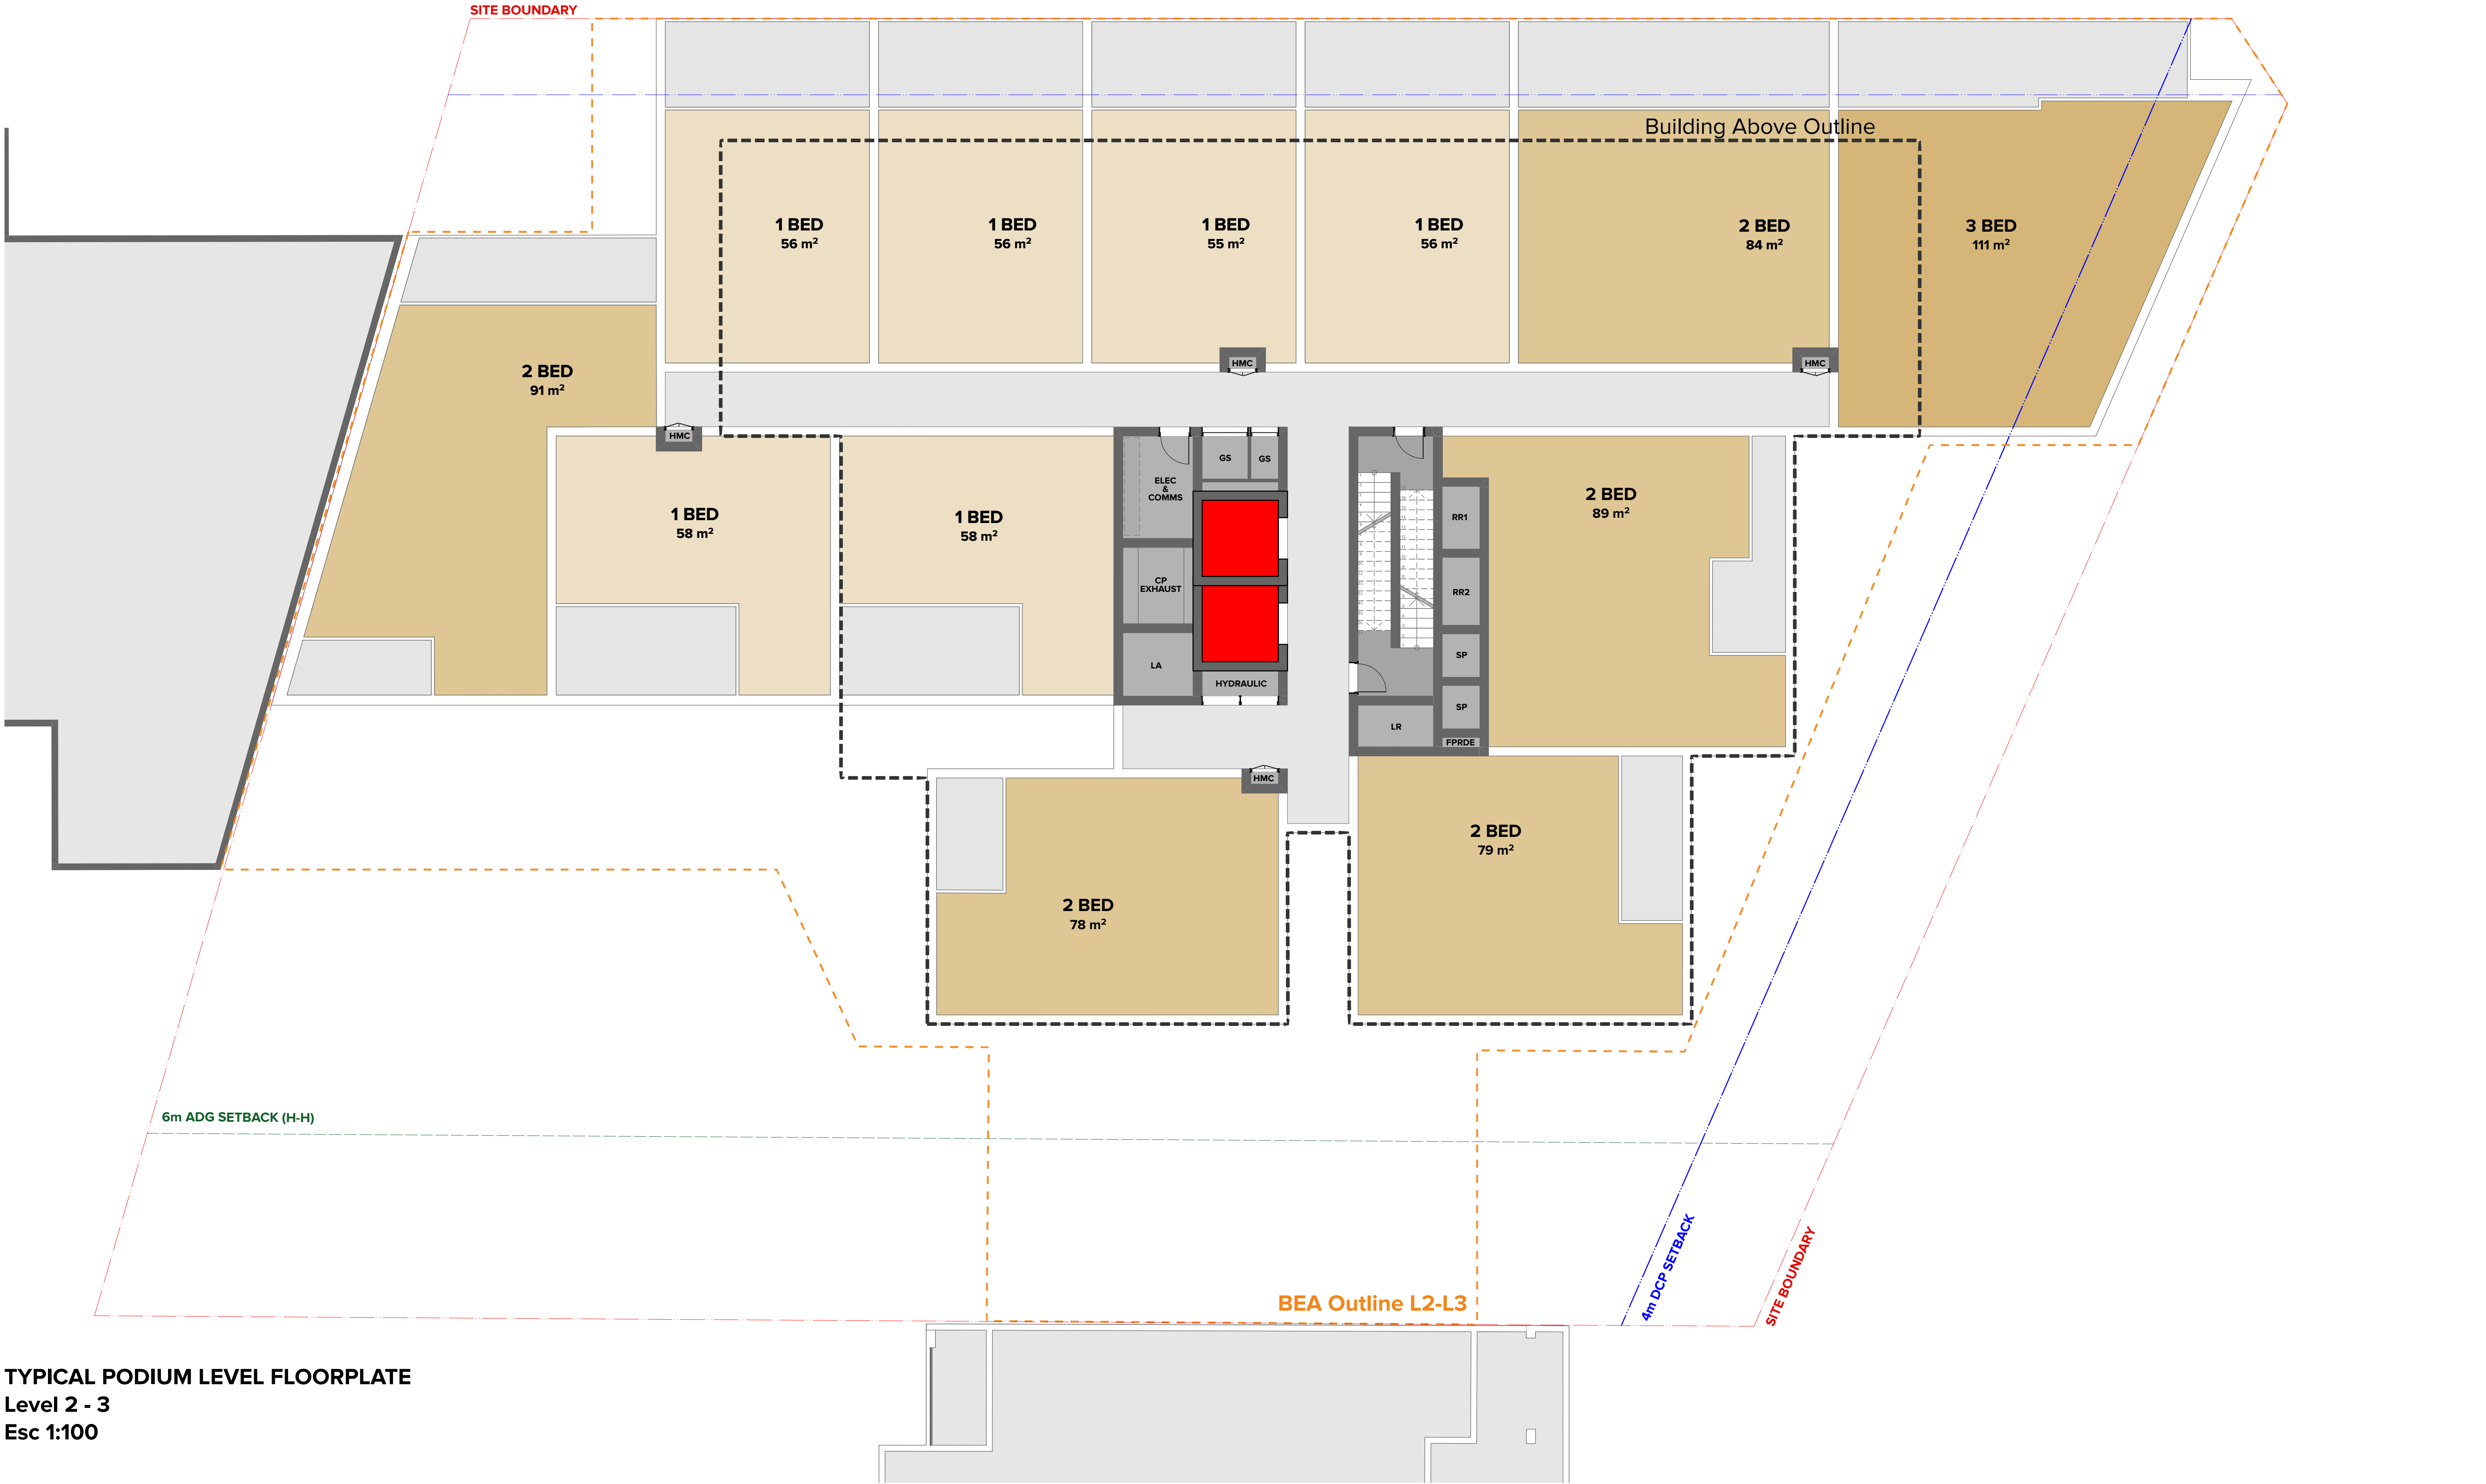 SITE BOUNDARY
Building Above Outline
1 BED
56 m²
1 BED
56 m²
1 BED
55 m²
1 BED
56 m²
2 BED
84 m²
3 BED
111 m²
HMC
HMC
2 BED
91 m²
HMC
1 BED
58 m²
1 BED
58 m²
ELEC
&
COMMS
GS
GS
CP
EXHAUST
LA
HYDRAULIC
RR1
RR2
SP
SP
LR
FPRDE
2 BED
89 m²
HMC
2 BED
78 m²
2 BED
79 m²
6m ADG SETBACK (H-H)
4m DCP SETBACK
SITE BOUNDARY
BEA Outline L2-L3
TYPICAL PODIUM LEVEL FLOORPLATE
Level 2 - 3
Esc 1:100